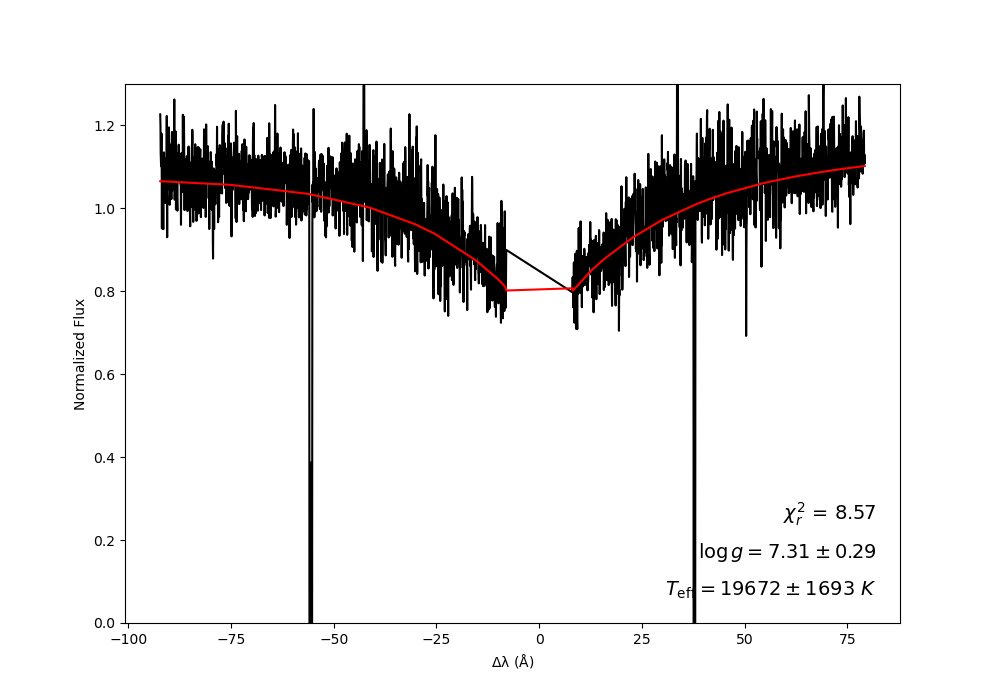 1.2
1.0
0.8
0.6
0.4
0.2
0.0
Normalized Flux
χ²ᵣ = 8.57
log g = 7.31 ± 0.29
T_eff = 19672 ± 1693 K
−100 −75 −50 −25 0 25 50 75
Δλ (Å)